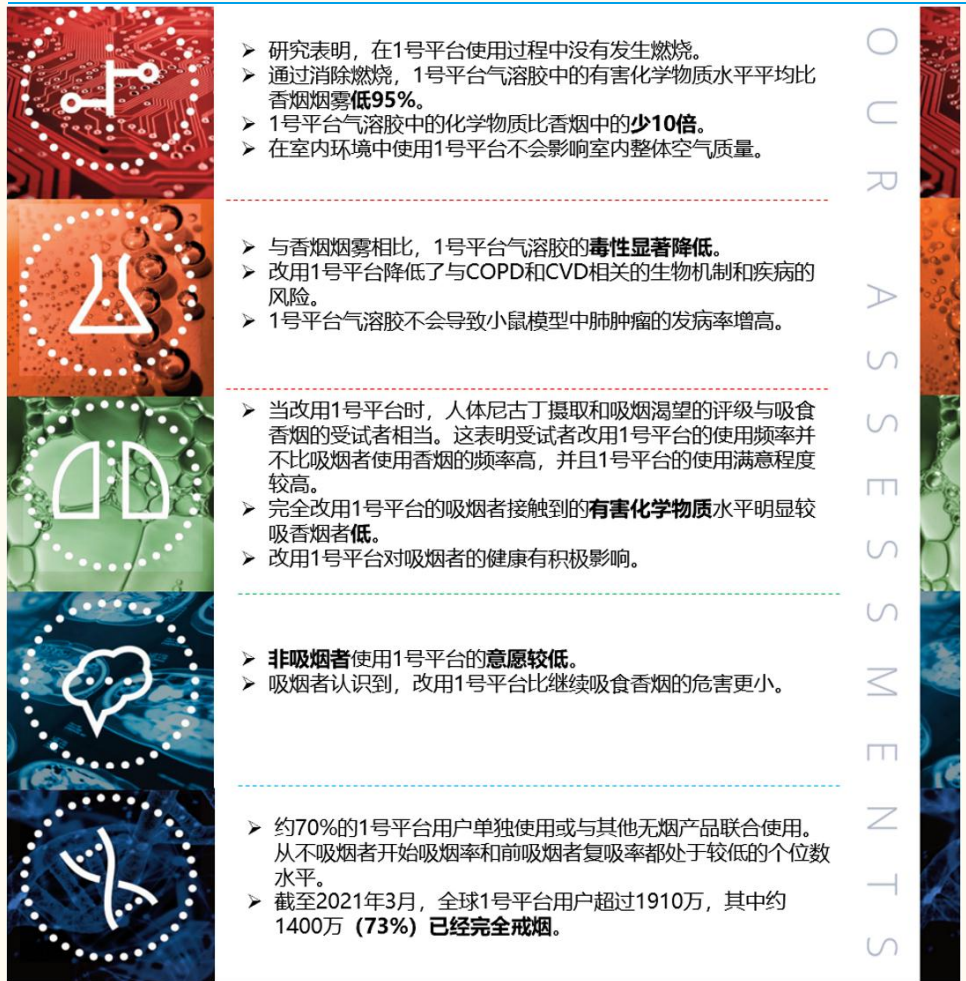 ➢ 研究表明，在1号平台使用过程中没有发生燃烧。
➢ 通过消除燃烧，1号平台气溶胶中的有害化学物质水平平均比
香烟烟雾低95%。
➢ 1号平台气溶胶中的化学物质比香烟中的少10倍。
➢ 在室内环境中使用1号平台不会影响室内整体空气质量。
➢ 与香烟烟雾相比，1号平台气溶胶的毒性显著降低。
➢ 改用1号平台降低了与COPD和CVD相关的生物机制和疾病的
风险。
➢ 1号平台气溶胶不会导致小鼠模型中肺肿瘤的发病率增高。
➢ 当改用1号平台时，人体尼古丁摄取和吸烟渴望的评级与吸食
香烟的受试者相当。这表明受试者改用1号平台的使用频率并
不比吸烟者使用香烟的频率高，并且1号平台的使用满意程度
较高。
➢ 完全改用1号平台的吸烟者接触到的有害化学物质水平明显较
吸香烟者低。
➢ 改用1号平台对吸烟者的健康有积极影响。
➢ 非吸烟者使用1号平台的意愿较低。
➢ 吸烟者认识到，改用1号平台比继续吸食香烟的危害更小。
➢ 约70%的1号平台用户单独使用或与其他无烟产品联合使用。
从不吸烟者开始吸烟率和前吸烟者复吸率都处于较低的个位数
水平。
➢ 截至2021年3月，全球1号平台用户超过1910万，其中约
1400万（73%）已经完全戒烟。
OUR ASSESSMENTS